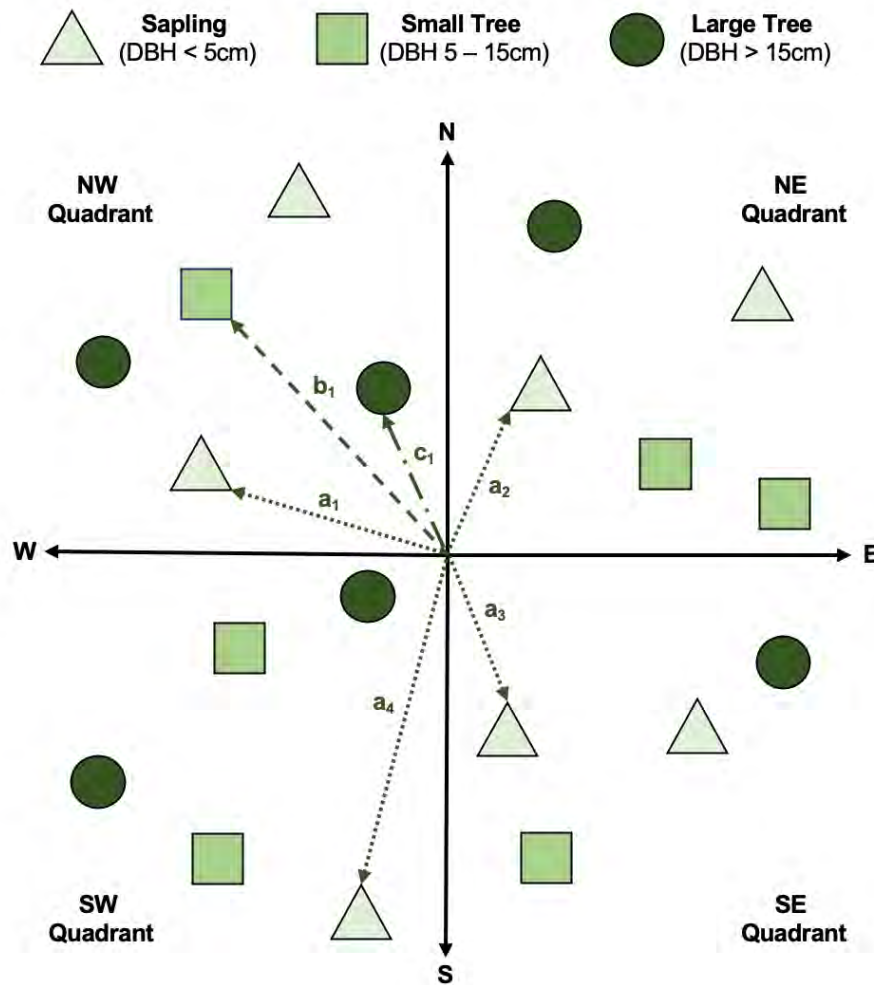 Sapling
(DBH < 5cm)
Small Tree
(DBH 5 – 15cm)
Large Tree
(DBH > 15cm)
N
NW
Quadrant
NE
Quadrant
b₁
c₁
a₁
a₂
W
E
a₃
a₄
SW
Quadrant
SE
Quadrant
S